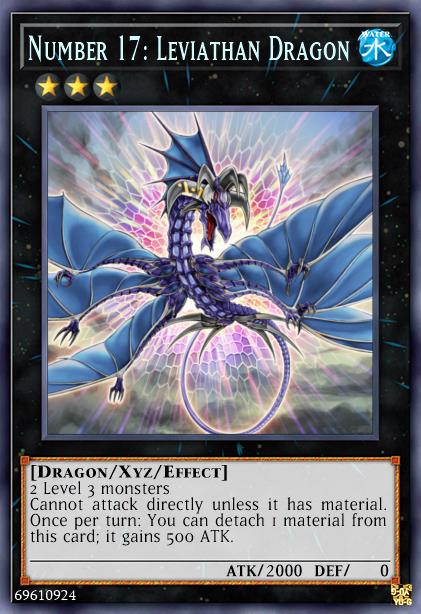 Number 17: Leviathan Dragon
WATER
水
[Dragon/Xyz/Effect]
2 Level 3 monsters
Cannot attack directly unless it has material.
Once per turn: You can detach 1 material from
this card; it gains 500 ATK.
ATK/2000 DEF/ 0
69610924